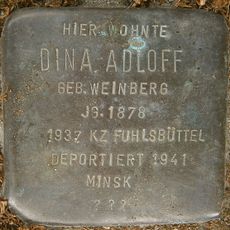 HIER WOHNTE
DINA ADLOFF
GEB. WEINBERG
JG. 1878
1937 KZ FUHLSBÜTTEL
DEPORTIERT 1941
MINSK
???